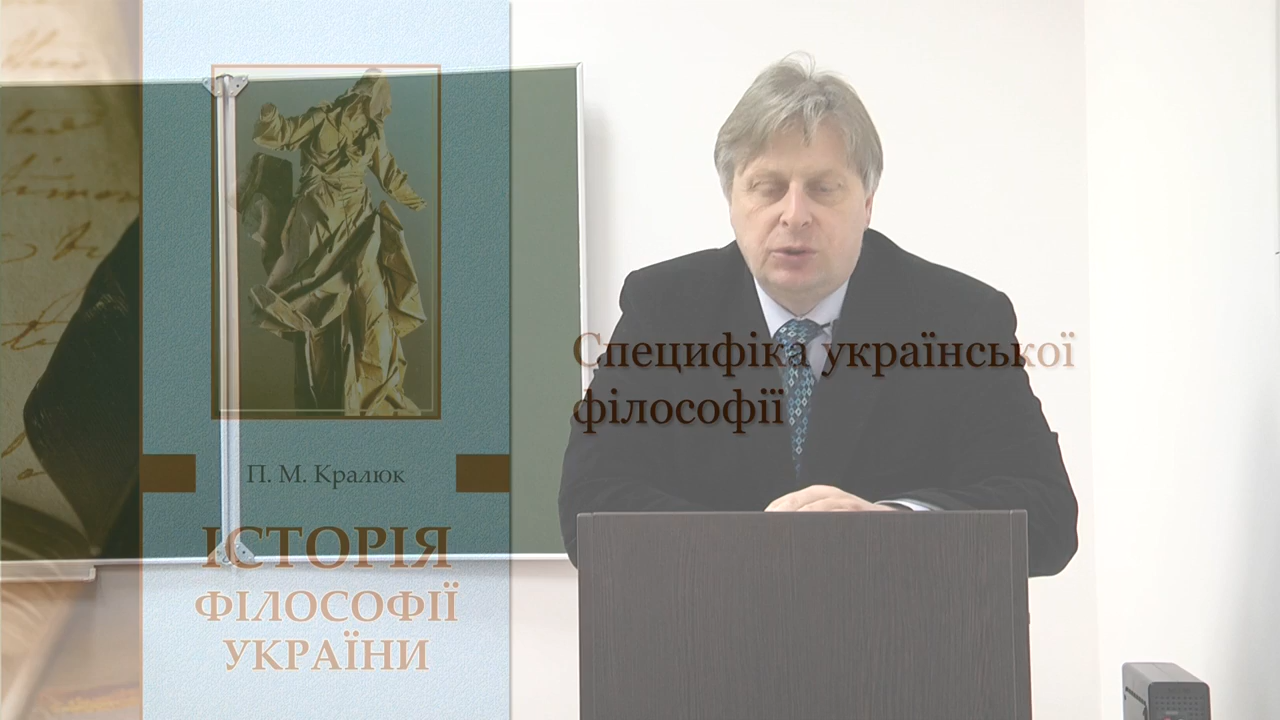 П. М. Кралюк
ІСТОРІЯ
ФІЛОСОФІЇ
УКРАЇНИ
Специфіка української
філософії